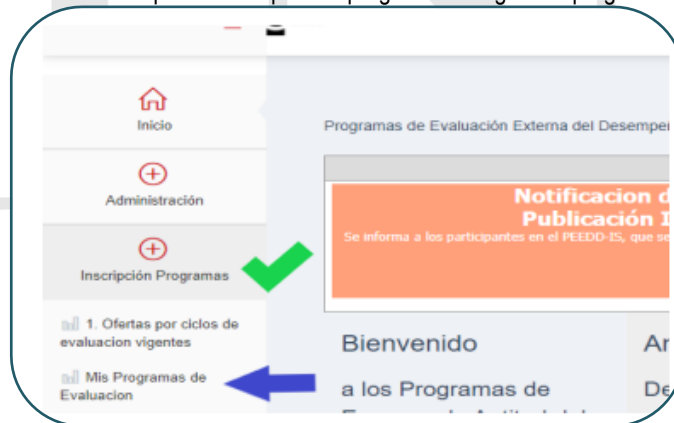 Inicio
Programas de Evaluación Externa del Desempe
Administración
Notificacion d
Publicación I
Se informa a los participantes en el PEEDD-IS, que se
Inscripción Programas
1. Ofertas por ciclos de
evaluacion vigentes
Mis Programas de
Evaluacion
Bienvenido
a los Programas de
Ar
De